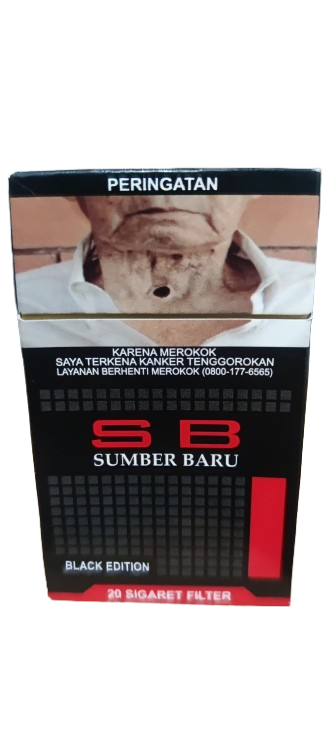 PERINGATAN
KARENA MEROKOK
SAYA TERKENA KANKER TENGGOROKAN
LAYANAN BERHENTI MEROKOK (0800-177-6565)
SB
SUMBER BARU
BLACK EDITION
20 SIGARET FILTER